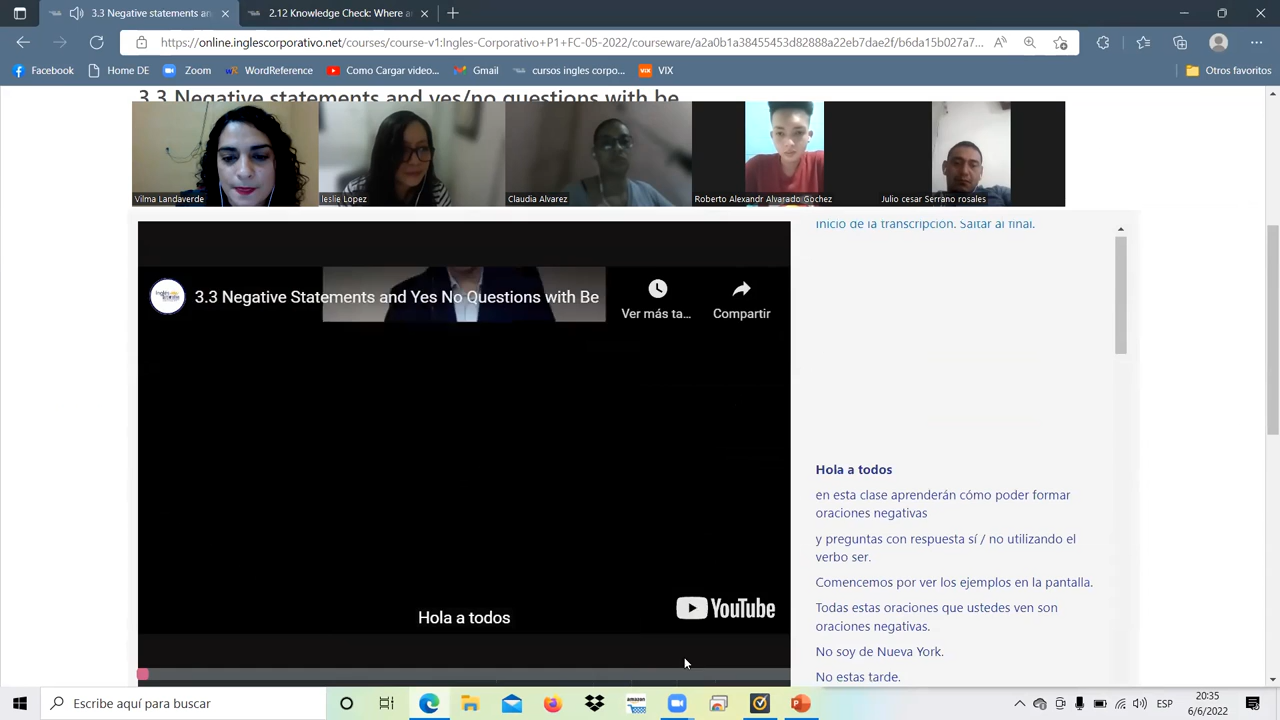 3.3 Negative statements an
2.12 What time is it? Answers an
https://online.inglescorporativo.net/courses/course-v1:Ingles-Corporativo+P1+FC-05-2022/courseware/a2a0b1a38455453d82888a22eb7dae2f/b6da15b027a7...
Facebook
Home DE
Zoom
WordReference
Como Cargar video...
Gmail
cursos ingles corpo...
VIX
Otros favoritos
3.3 Negative statements and yes/no questions with be
Vilma Landaverde
leslie López
Claudia Alvarez
Roberto Alexandr Alvarado Gochez
Julio cesar Serrano rosales
3.3 Negative Statements and Yes No Questions with Be
Ver más ta...
Compartir
Hola a todos
YouTube
Inicio de la transcripción. Saltar al final.
Hola a todos
en esta clase aprenderán cómo poder formar
oraciones negativas
y preguntas con respuesta sí / no utilizando el
verbo ser.
Comencemos por ver los ejemplos en la pantalla.
Todas estas oraciones que ustedes ven son
oraciones negativas.
No soy de Nueva York.
No estas tarde.
Escribe aquí para buscar
ESP
20:35
6/6/2022